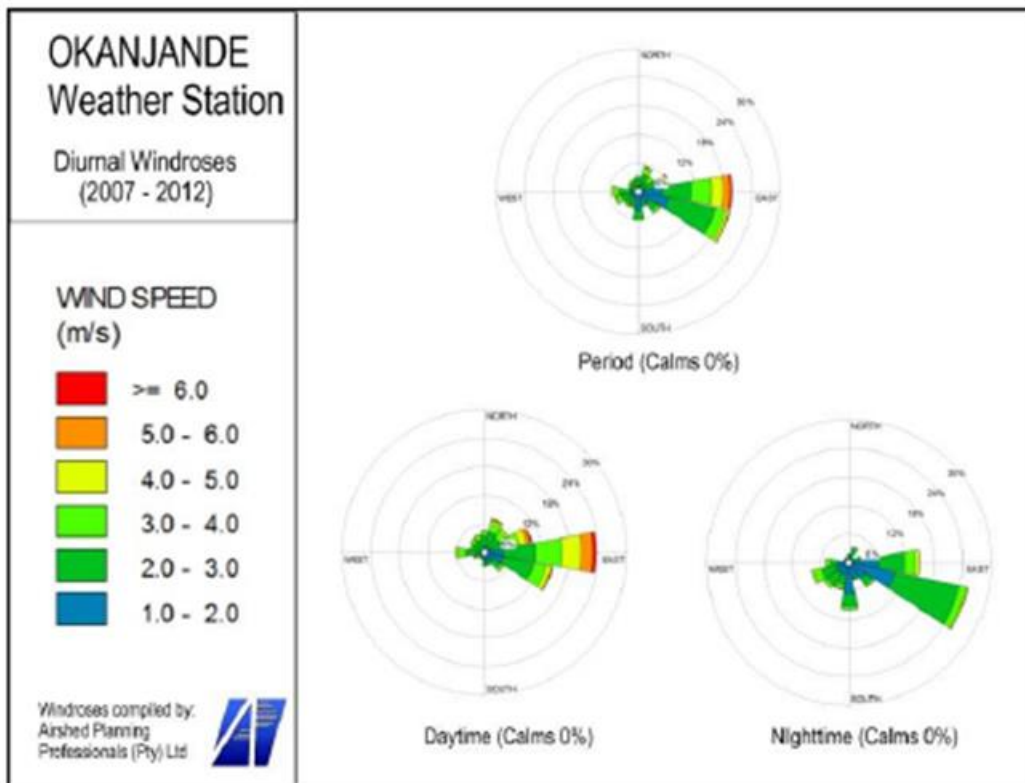 OKANJANDE
Weather Station
Diurnal Windroses
(2007 - 2012)
WIND SPEED
(m/s)
>= 6.0
5.0 - 6.0
4.0 - 5.0
3.0 - 4.0
2.0 - 3.0
1.0 - 2.0
Windroses compiled by:
Airshed Planning
Professionals (Pty) Ltd
NORTH
30%
24%
18%
12%
WEST
EAST
SOUTH
Period (Calms 0%)
NORTH
30%
24%
18%
12%
WEST
EAST
SOUTH
Daytime (Calms 0%)
NORTH
30%
24%
18%
12%
6%
WEST
EAST
SOUTH
NIghttime (Calms 0%)